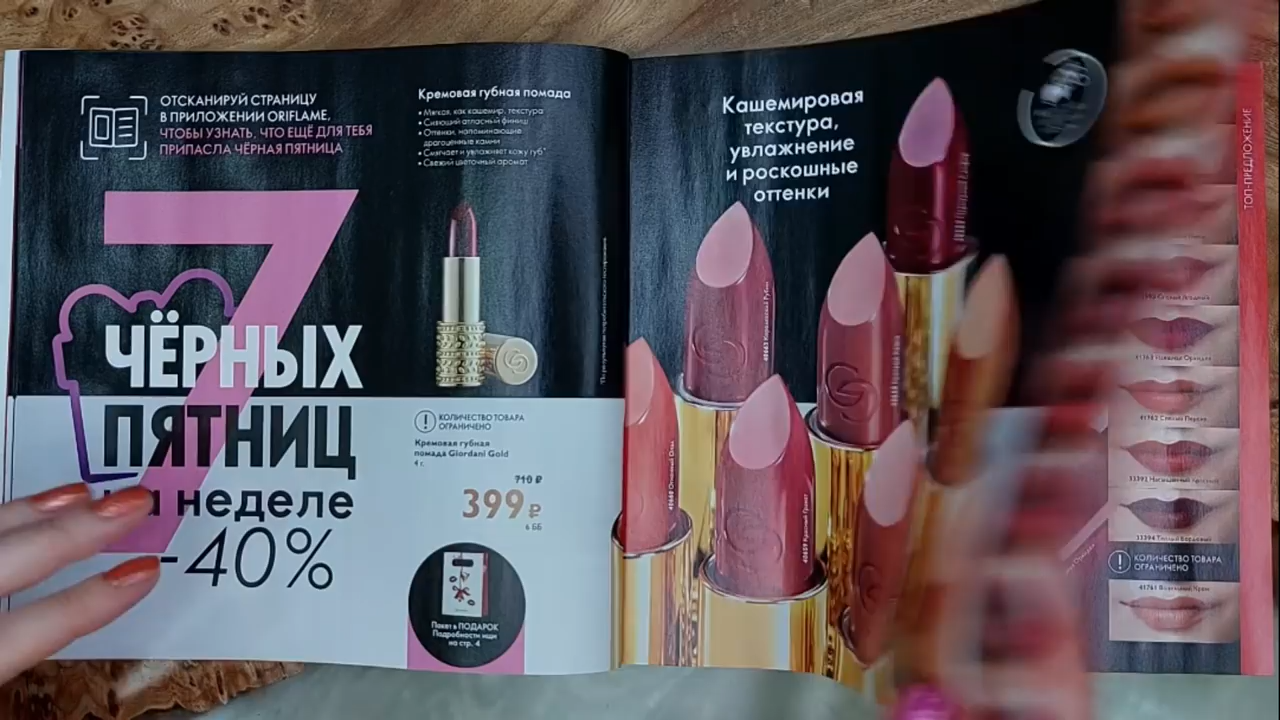 ОТСКАНИРУЙ СТРАНИЦУ
В ПРИЛОЖЕНИИ ORIFLAME,
ЧТОБЫ УЗНАТЬ, ЧТО ЕЩЁ ДЛЯ ТЕБЯ
ПРИПАСЛА ЧЁРНАЯ ПЯТНИЦА
7
ЧЁРНЫХ
ПЯТНИЦ
на неделе
-40%
Кремовая губная помада
• Мягкая, как кашемир, текстура
• Сияющий атласный финиш
• Оттенки, напоминающие
драгоценные камни
• Смягчает и увлажняет кожу губ*
• Свежий цветочный аромат
КОЛИЧЕСТВО ТОВАРА
ОГРАНИЧЕНО
Кремовая губная
помада Giordani Gold
4 г.
710 ₽
399 ₽
6 ББ
Пакет в ПОДАРОК
Подробности ищи
на стр. 4
Кашемировая
текстура,
увлажнение
и роскошные
оттенки
ТОП-ПРЕДЛОЖЕНИЕ
КОЛИЧЕСТВО ТОВАРА
ОГРАНИЧЕНО